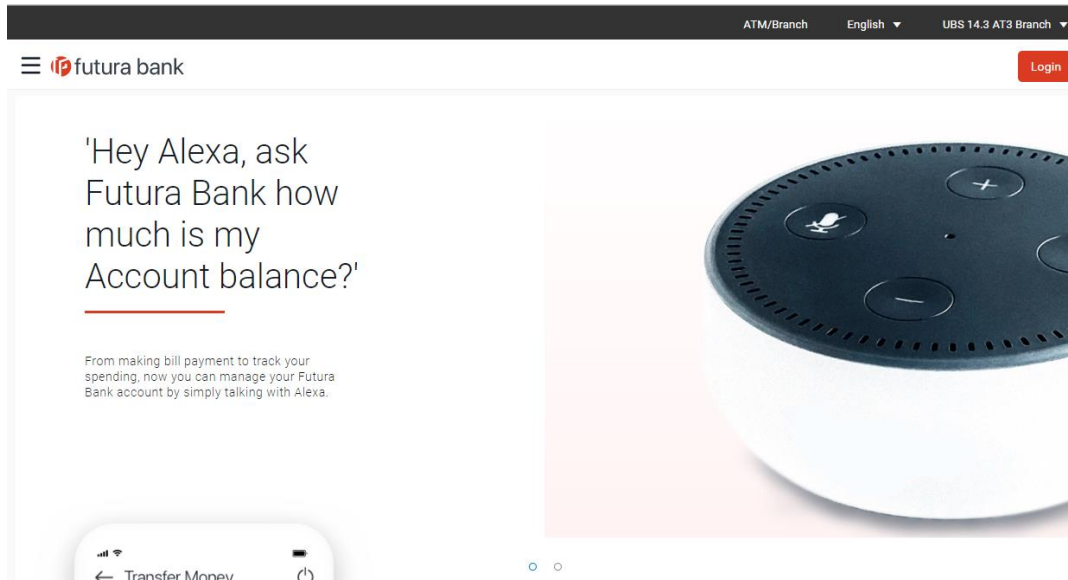 ATM/Branch English UBS 14.3 AT3 Branch
futura bank
Login
'Hey Alexa, ask
Futura Bank how
much is my
Account balance?'
From making bill payment to track your
spending, now you can manage your Futura
Bank account by simply talking with Alexa.
Transfer Money